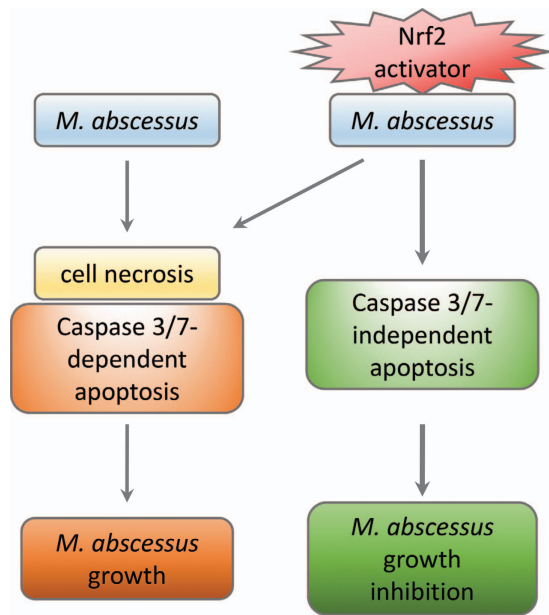 Nrf2
activator
M. abscessus
M. abscessus
cell necrosis
Caspase 3/7-
dependent
apoptosis
Caspase 3/7-
independent
apoptosis
M. abscessus
growth
M. abscessus
growth
inhibition